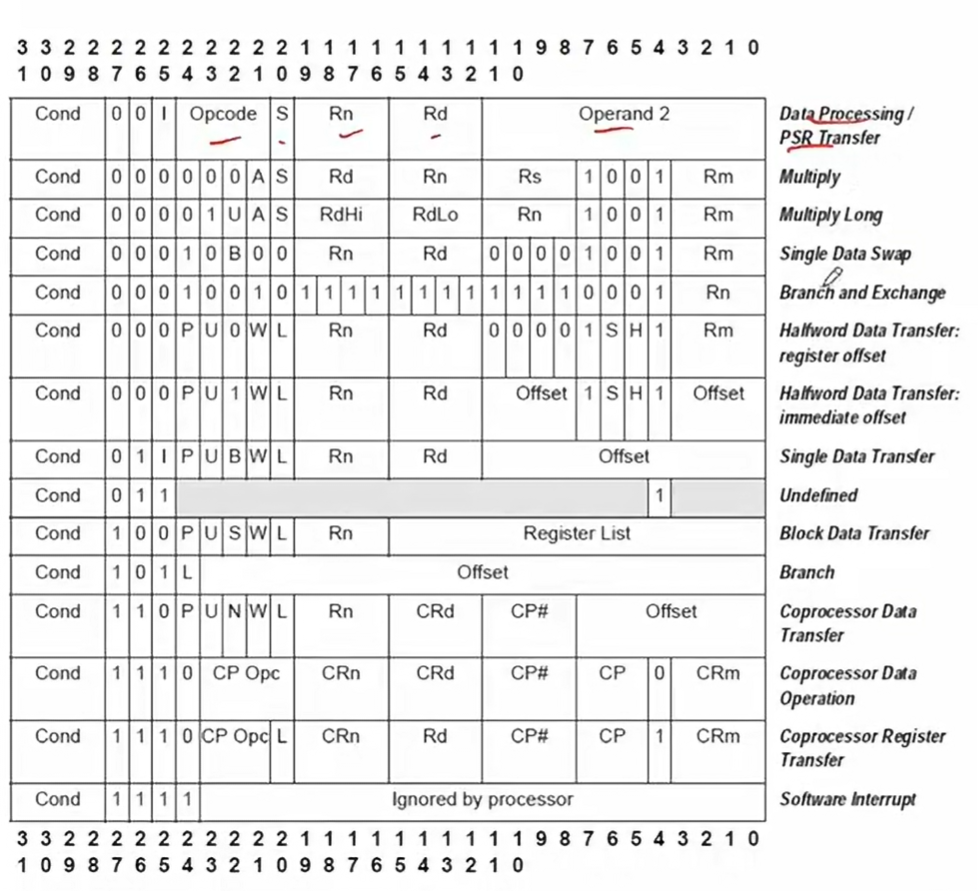 3 3 2 2 2 2 2 2 2 2 2 2 1 1 1 1 1 1 1 1 1 1 9 8 7 6 5 4 3 2 1 0
1 0 9 8 7 6 5 4 3 2 1 0 9 8 7 6 5 4 3 2 1 0
Cond 0 0 I Opcode S Rn Rd Operand 2 Data Processing /
PSR Transfer
Cond 0 0 0 0 0 0 A S Rd Rn Rs 1 0 0 1 Rm Multiply
Cond 0 0 0 0 1 U A S RdHi RdLo Rn 1 0 0 1 Rm Multiply Long
Cond 0 0 0 1 0 B 0 0 Rn Rd 0 0 0 0 1 0 0 1 Rm Single Data Swap
Cond 0 0 0 1 0 0 1 0 1 1 1 1 1 1 1 1 1 1 1 1 0 0 0 1 Rn Branch and Exchange
Cond 0 0 0 P U 0 W L Rn Rd 0 0 0 0 1 S H 1 Rm Halfword Data Transfer:
register offset
Cond 0 0 0 P U 1 W L Rn Rd Offset 1 S H 1 Offset Halfword Data Transfer:
immediate offset
Cond 0 1 I P U B W L Rn Rd Offset Single Data Transfer
Cond 0 1 1 1 Undefined
Cond 1 0 0 P U S W L Rn Register List Block Data Transfer
Cond 1 0 1 L Offset Branch
Cond 1 1 0 P U N W L Rn CRd CP# Offset Coprocessor Data
Transfer
Cond 1 1 1 0 CP Opc CRn CRd CP# CP 0 CRm Coprocessor Data
Operation
Cond 1 1 1 0 CP Opc L CRn Rd CP# CP 1 CRm Coprocessor Register
Transfer
Cond 1 1 1 1 Ignored by processor Software Interrupt
3 3 2 2 2 2 2 2 2 2 2 2 1 1 1 1 1 1 1 1 1 1 9 8 7 6 5 4 3 2 1 0
1 0 9 8 7 6 5 4 3 2 1 0 9 8 7 6 5 4 3 2 1 0